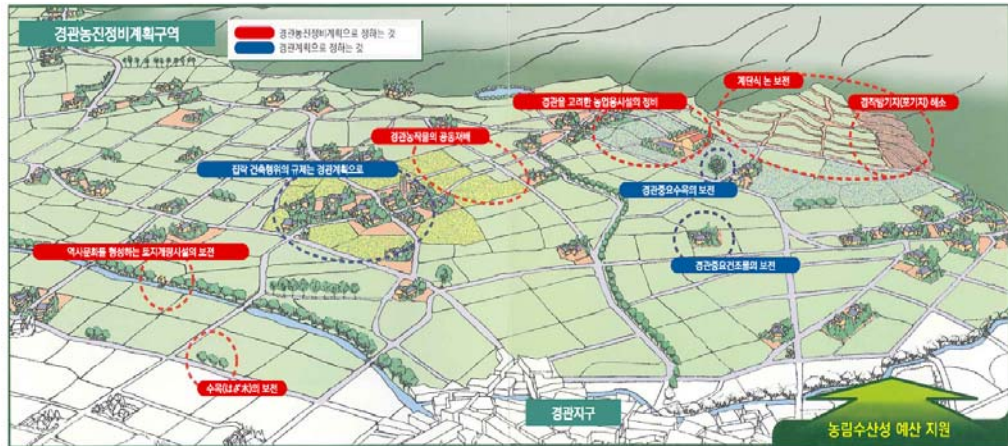 경관농진정비계획구역
경관농진정비계획으로 정하는 것
경관계획으로 정하는 것
계단식 논 보전
경관을 고려한 농업용시설의 정비
경작방기지(포기지) 해소
경관농작물의 공동재배
집락 건축행위의 규제는 경관계획으로
경관중요수목의 보전
역사문화를 형성하는 토지개량시설의 보전
경관중요건조물의 보전
수목(はざ木)의 보전
경관지구
농림수산성 예산 지원